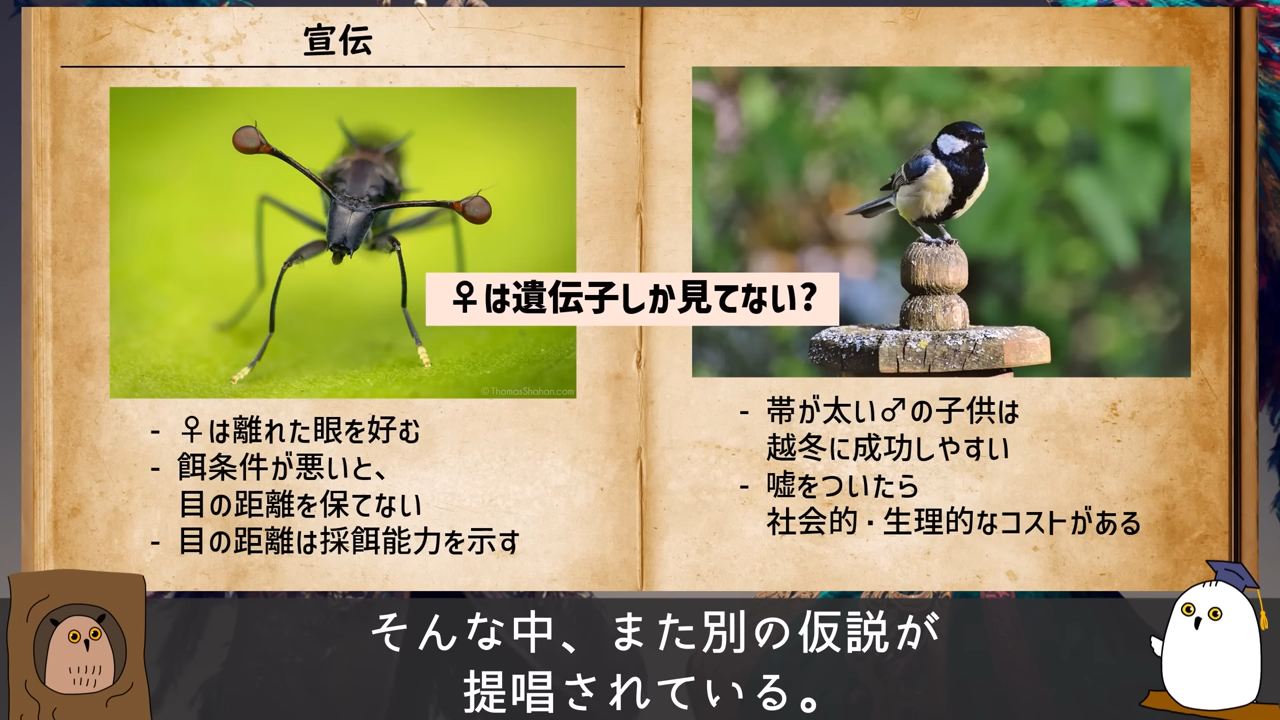 宣伝
© ThomasShahan.com
♀は遺伝子しか見てない?
- ♀は離れた眼を好む
- 餌条件が悪いと、
目の距離を保てない
- 目の距離は採餌能力を示す
- 帯が太い♂の子供は
越冬に成功しやすい
- 嘘をついたら
社会的・生理的なコストがある
そんな中、また別の仮説が
提唱されている。